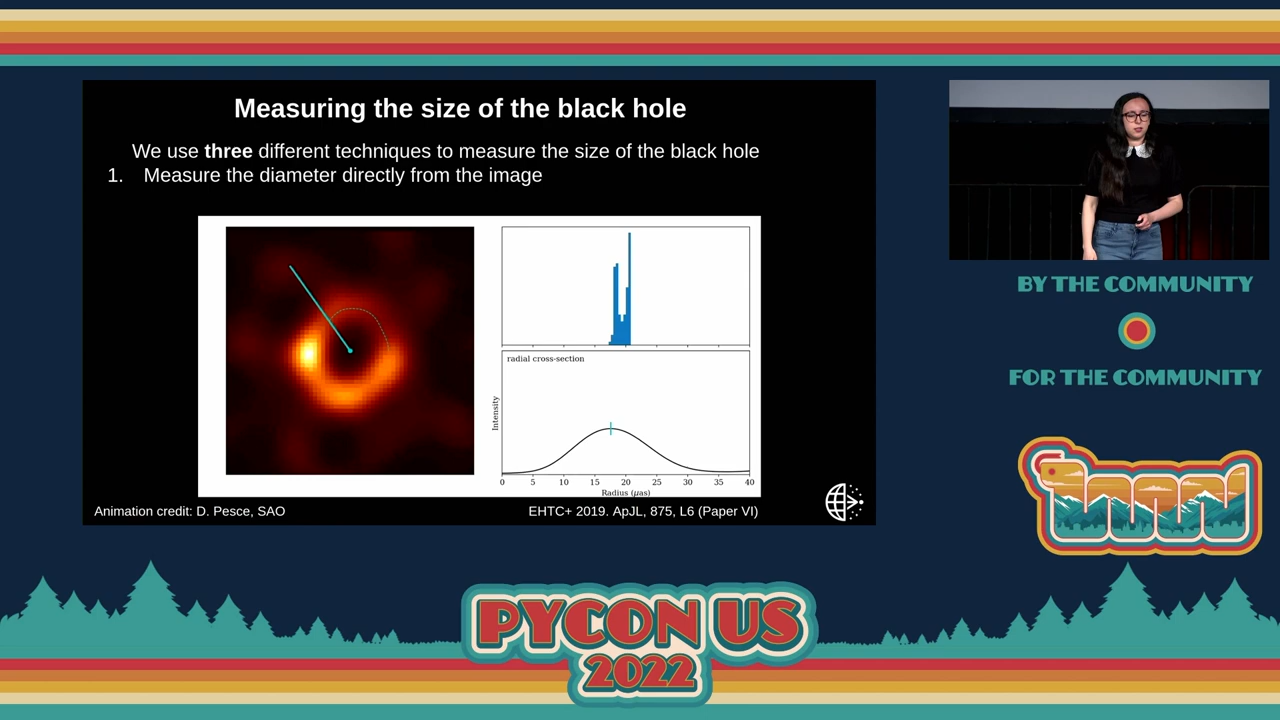 Measuring the size of the black hole
We use three different techniques to measure the size of the black hole
1. Measure the diameter directly from the image
radial cross-section
Intensity
0 5 10 15 20 25 30 35 40
Radius (μas)
Animation credit: D. Pesce, SAO
EHTC+ 2019. ApJL, 875, L6 (Paper VI)
BY THE COMMUNITY
FOR THE COMMUNITY
PYCON US
2022